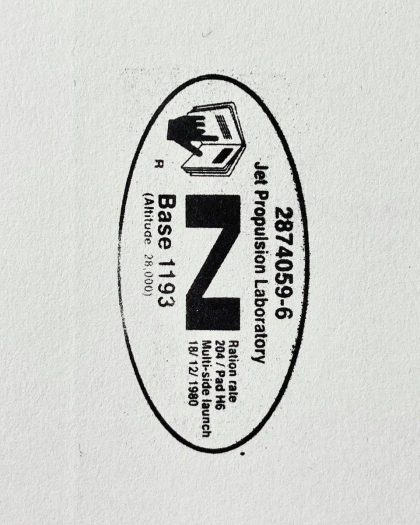 2874059-6
Jet Propulsion Laboratory
N
Ration rate
204 / Pad H6
Multi-side launch
18/ 12/ 1980
R
Base 1193
(Altitude 28,000)